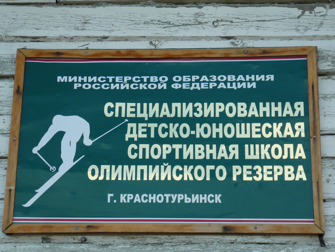 МИНИСТЕРСТВО ОБРАЗОВАНИЯ
РОССИЙСКОЙ ФЕДЕРАЦИИ
СПЕЦИАЛИЗИРОВАННАЯ
ДЕТСКО-ЮНОШЕСКАЯ
СПОРТИВНАЯ ШКОЛА
ОЛИМПИЙСКОГО РЕЗЕРВА
Г. КРАСНОТУРЬИНСК